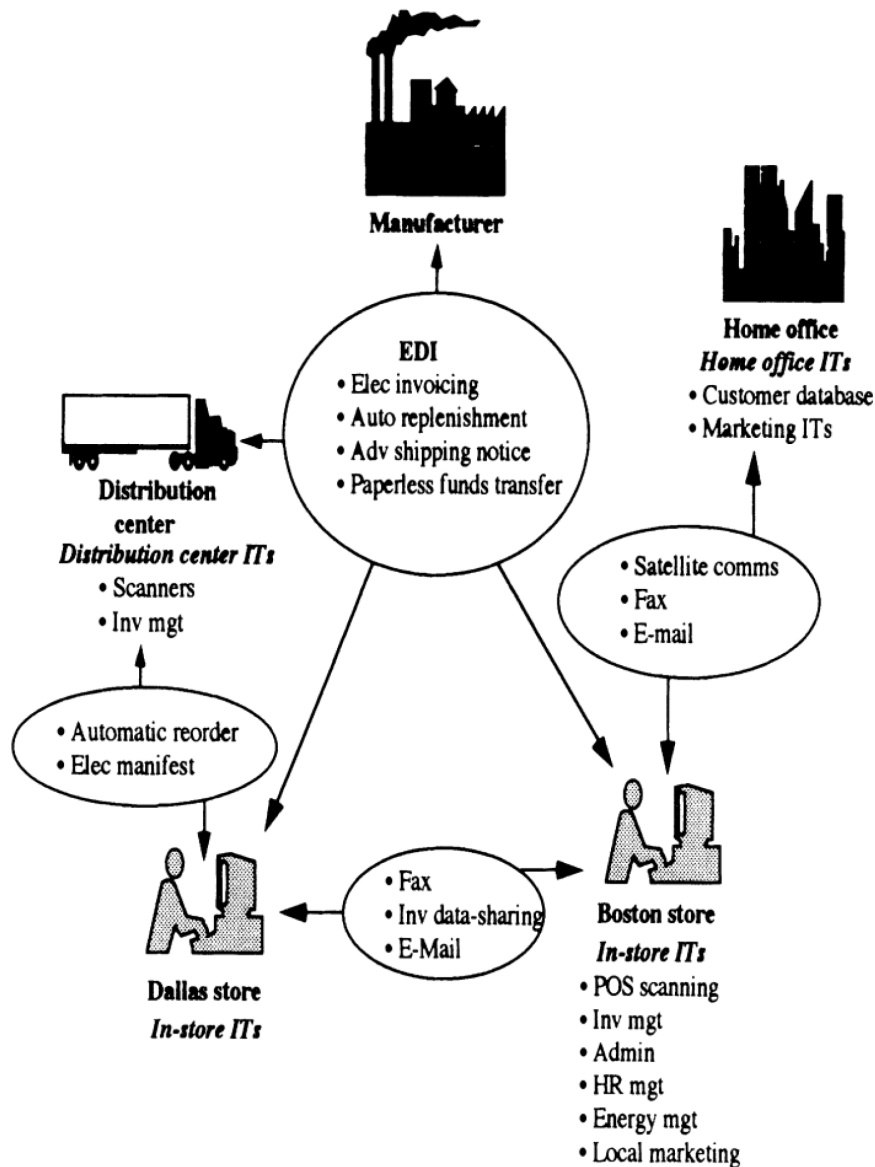 Manufacturer
Home office
Home office ITs
• Customer database
• Marketing ITs
EDI
• Elec invoicing
• Auto replenishment
• Adv shipping notice
• Paperless funds transfer
Distribution
center
Distribution center ITs
• Scanners
• Inv mgt
• Satellite comms
• Fax
• E-mail
• Automatic reorder
• Elec manifest
• Fax
• Inv data-sharing
• E-Mail
Dallas store
In-store ITs
Boston store
In-store ITs
• POS scanning
• Inv mgt
• Admin
• HR mgt
• Energy mgt
• Local marketing